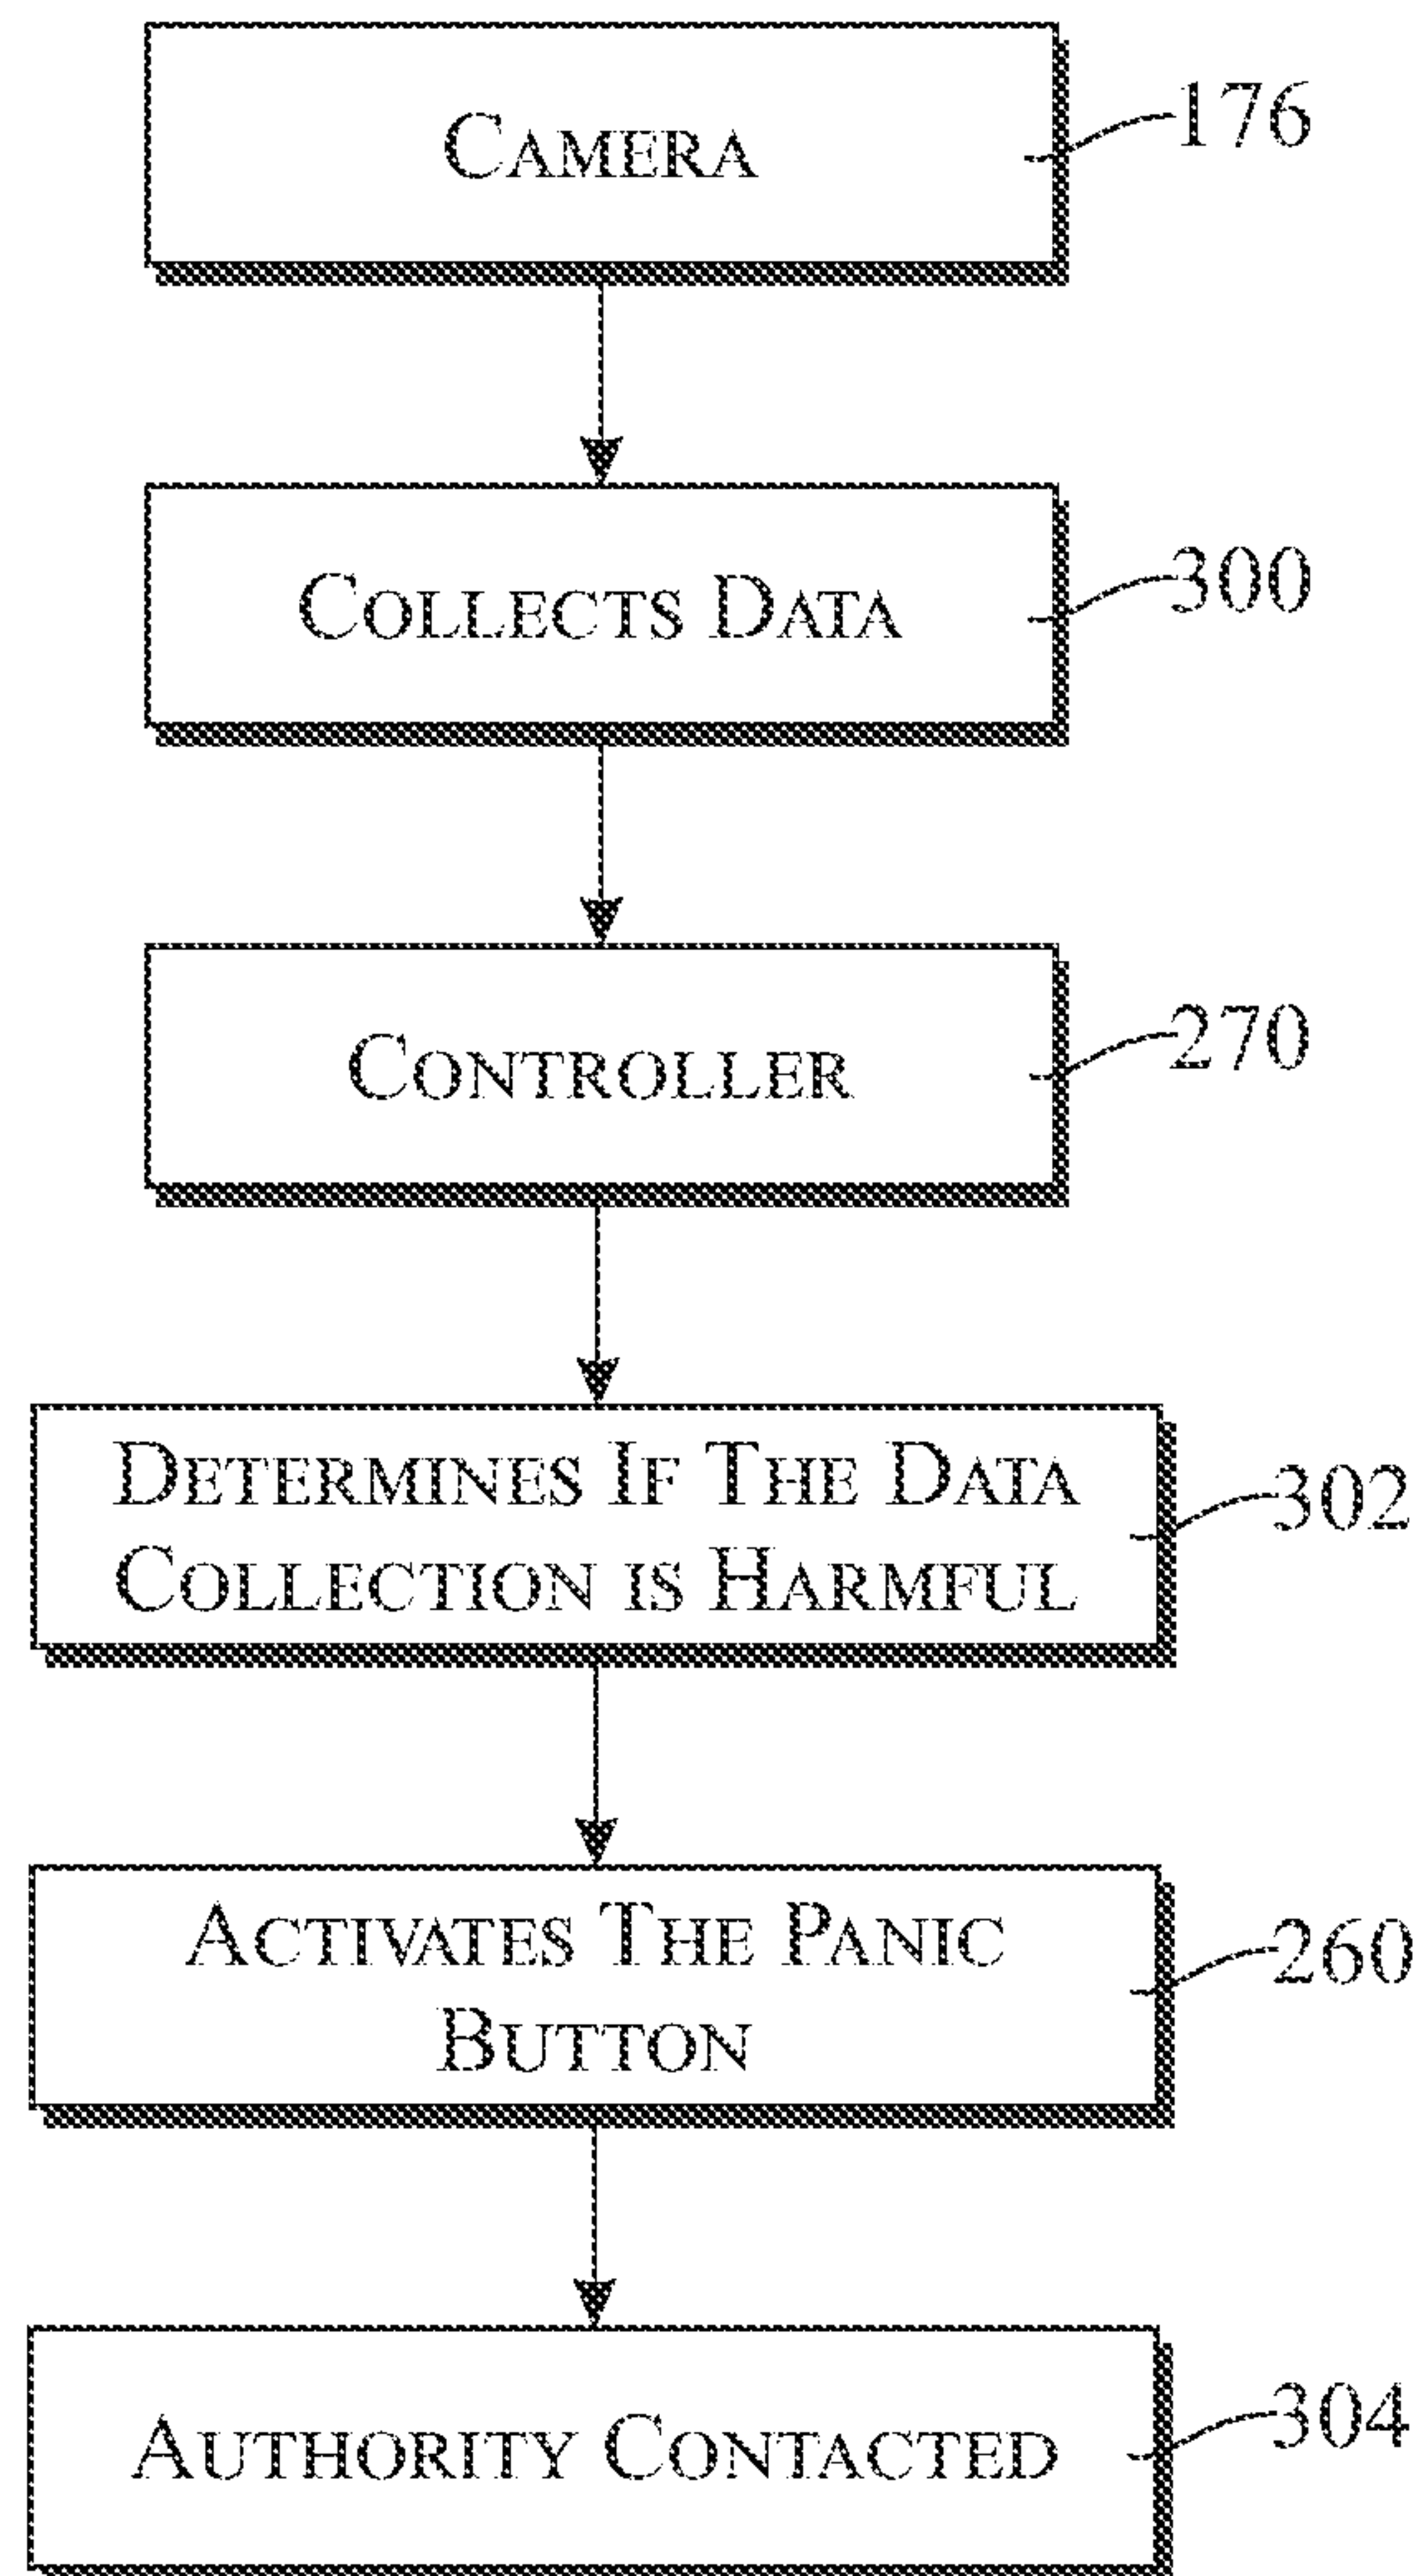 CAMERA
176
COLLECTS DATA
300
CONTROLLER
270
DETERMINES IF THE DATA
COLLECTION IS HARMFUL
302
ACTIVATES THE PANIC
BUTTON
260
AUTHORITY CONTACTED
304